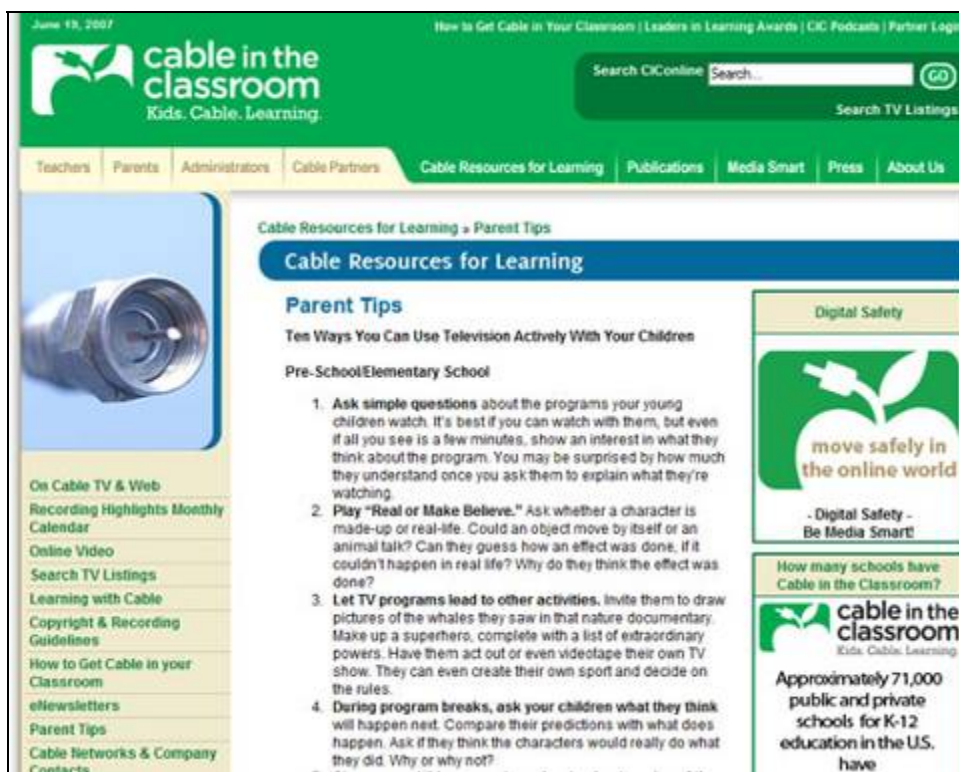 June 19, 2007
How to Get Cable in Your Classroom | Leaders in Learning Awards | CIC Podcasts | Partner Login
cable in the
classroom
Kids. Cable. Learning.
Search CIConline Search... GO
Search TV Listings
Teachers Parents Administrators Cable Partners Cable Resources for Learning Publications Media Smart Press About Us
Cable Resources for Learning » Parent Tips
Cable Resources for Learning
Parent Tips
Ten Ways You Can Use Television Actively With Your Children
Pre-School/Elementary School
1. Ask simple questions about the programs your young
children watch. It's best if you can watch with them, but even
if all you see is a few minutes, show an interest in what they
think about the program. You may be surprised by how much
they understand once you ask them to explain what they're
watching.
2. Play "Real or Make Believe." Ask whether a character is
made-up or real-life. Could an object move by itself or an
animal talk? Can they guess how an effect was done, if it
couldn't happen in real life? Why do they think the effect was
done?
3. Let TV programs lead to other activities. Invite them to draw
pictures of the whales they saw in that nature documentary.
Make up a superhero, complete with a list of extraordinary
powers. Have them act out or even videotape their own TV
show. They can even create their own sport and decide on
the rules.
4. During program breaks, ask your children what they think
will happen next. Compare their predictions with what does
happen. Ask if they think the characters would really do what
they did. Why or why not?
On Cable TV & Web
Recording Highlights Monthly
Calendar
Online Video
Search TV Listings
Learning with Cable
Copyright & Recording
Guidelines
How to Get Cable in your
Classroom
eNewsletters
Parent Tips
Cable Networks & Company
Contacts
Digital Safety
move safely in
the online world
- Digital Safety -
Be Media Smart!
How many schools have
Cable in the Classroom?
cable in the
classroom
Kids. Cable. Learning.
Approximately 71,000
public and private
schools for K-12
education in the U.S.
have